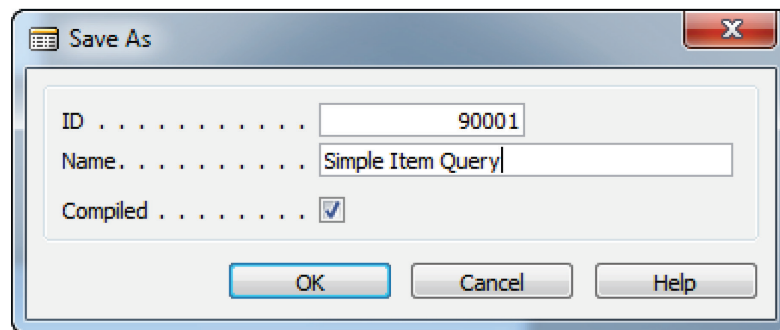 Save As
ID . . . . . . . . . . . 90001
Name. . . . . . . . . . Simple Item Query
Compiled . . . . . . . .
OK Cancel Help